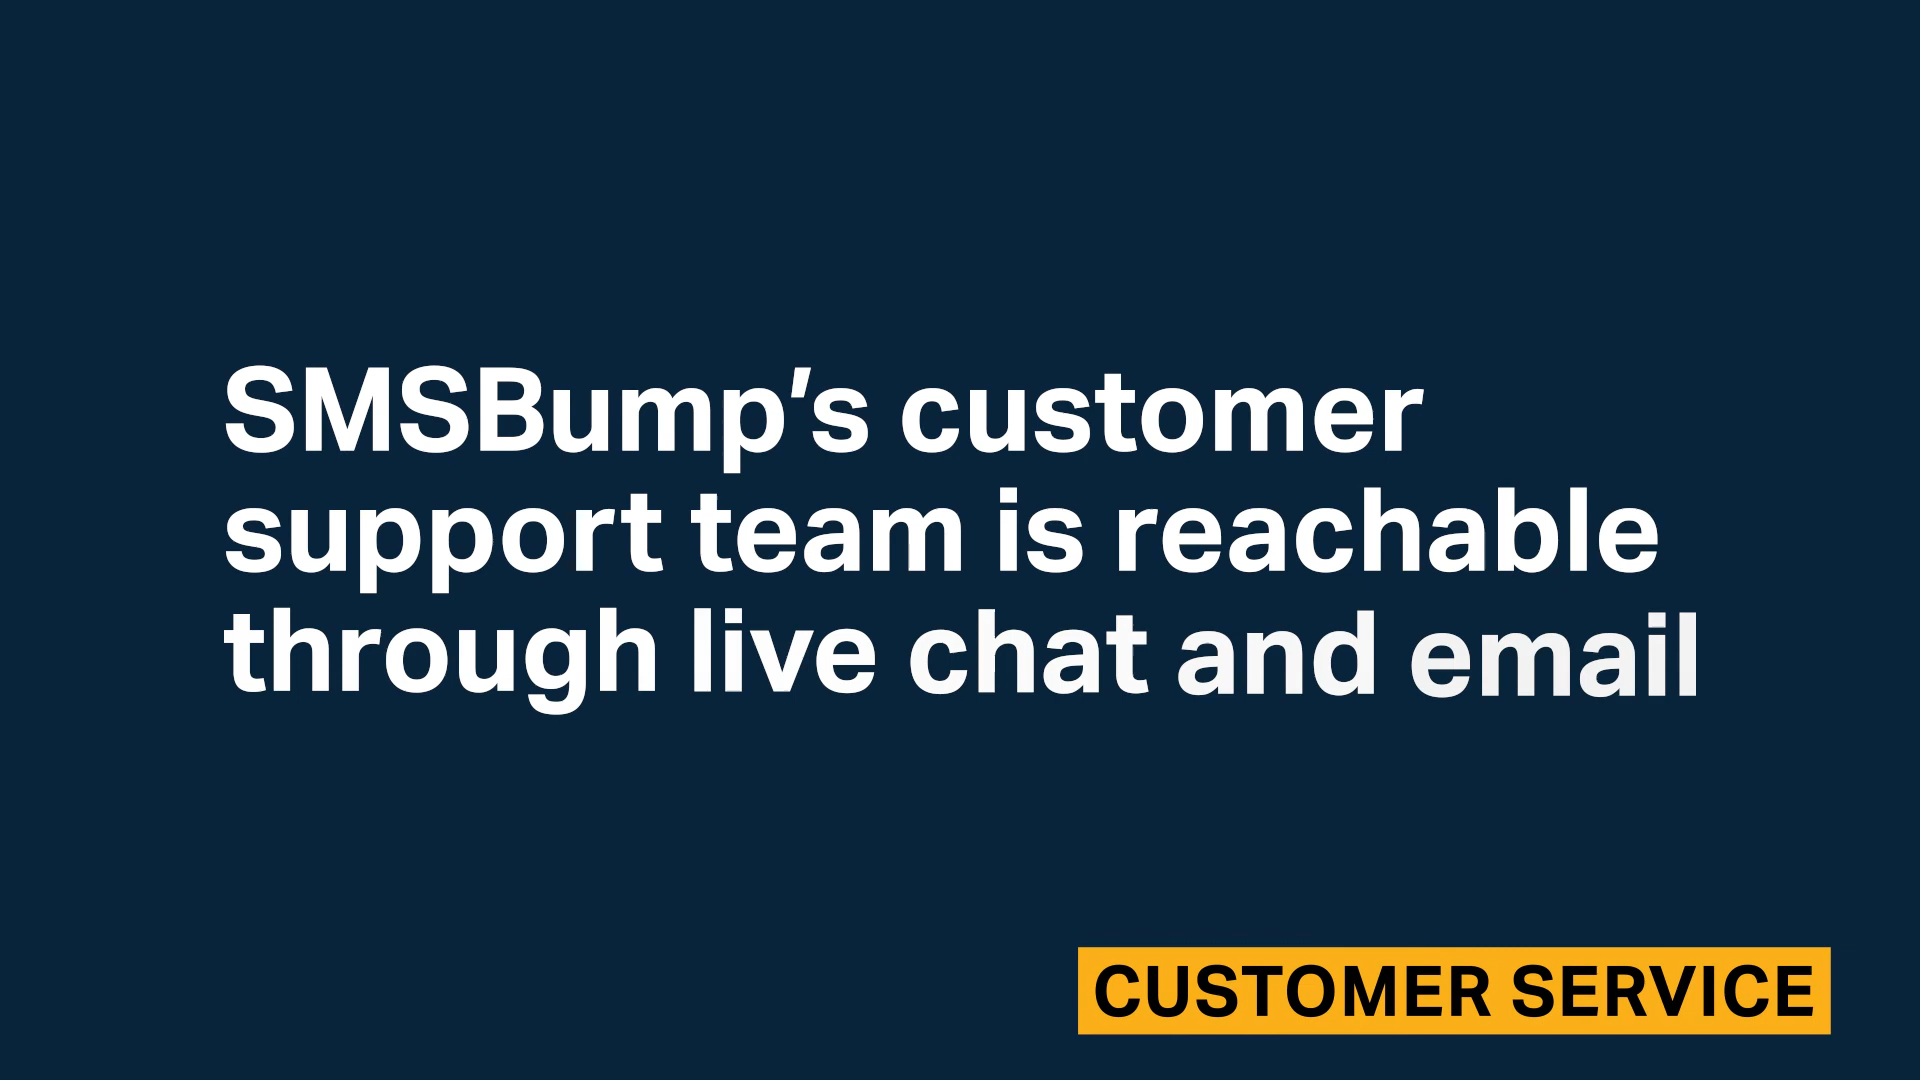 SMSBump’s customer
support team is reachable
through live chat and email
CUSTOMER SERVICE